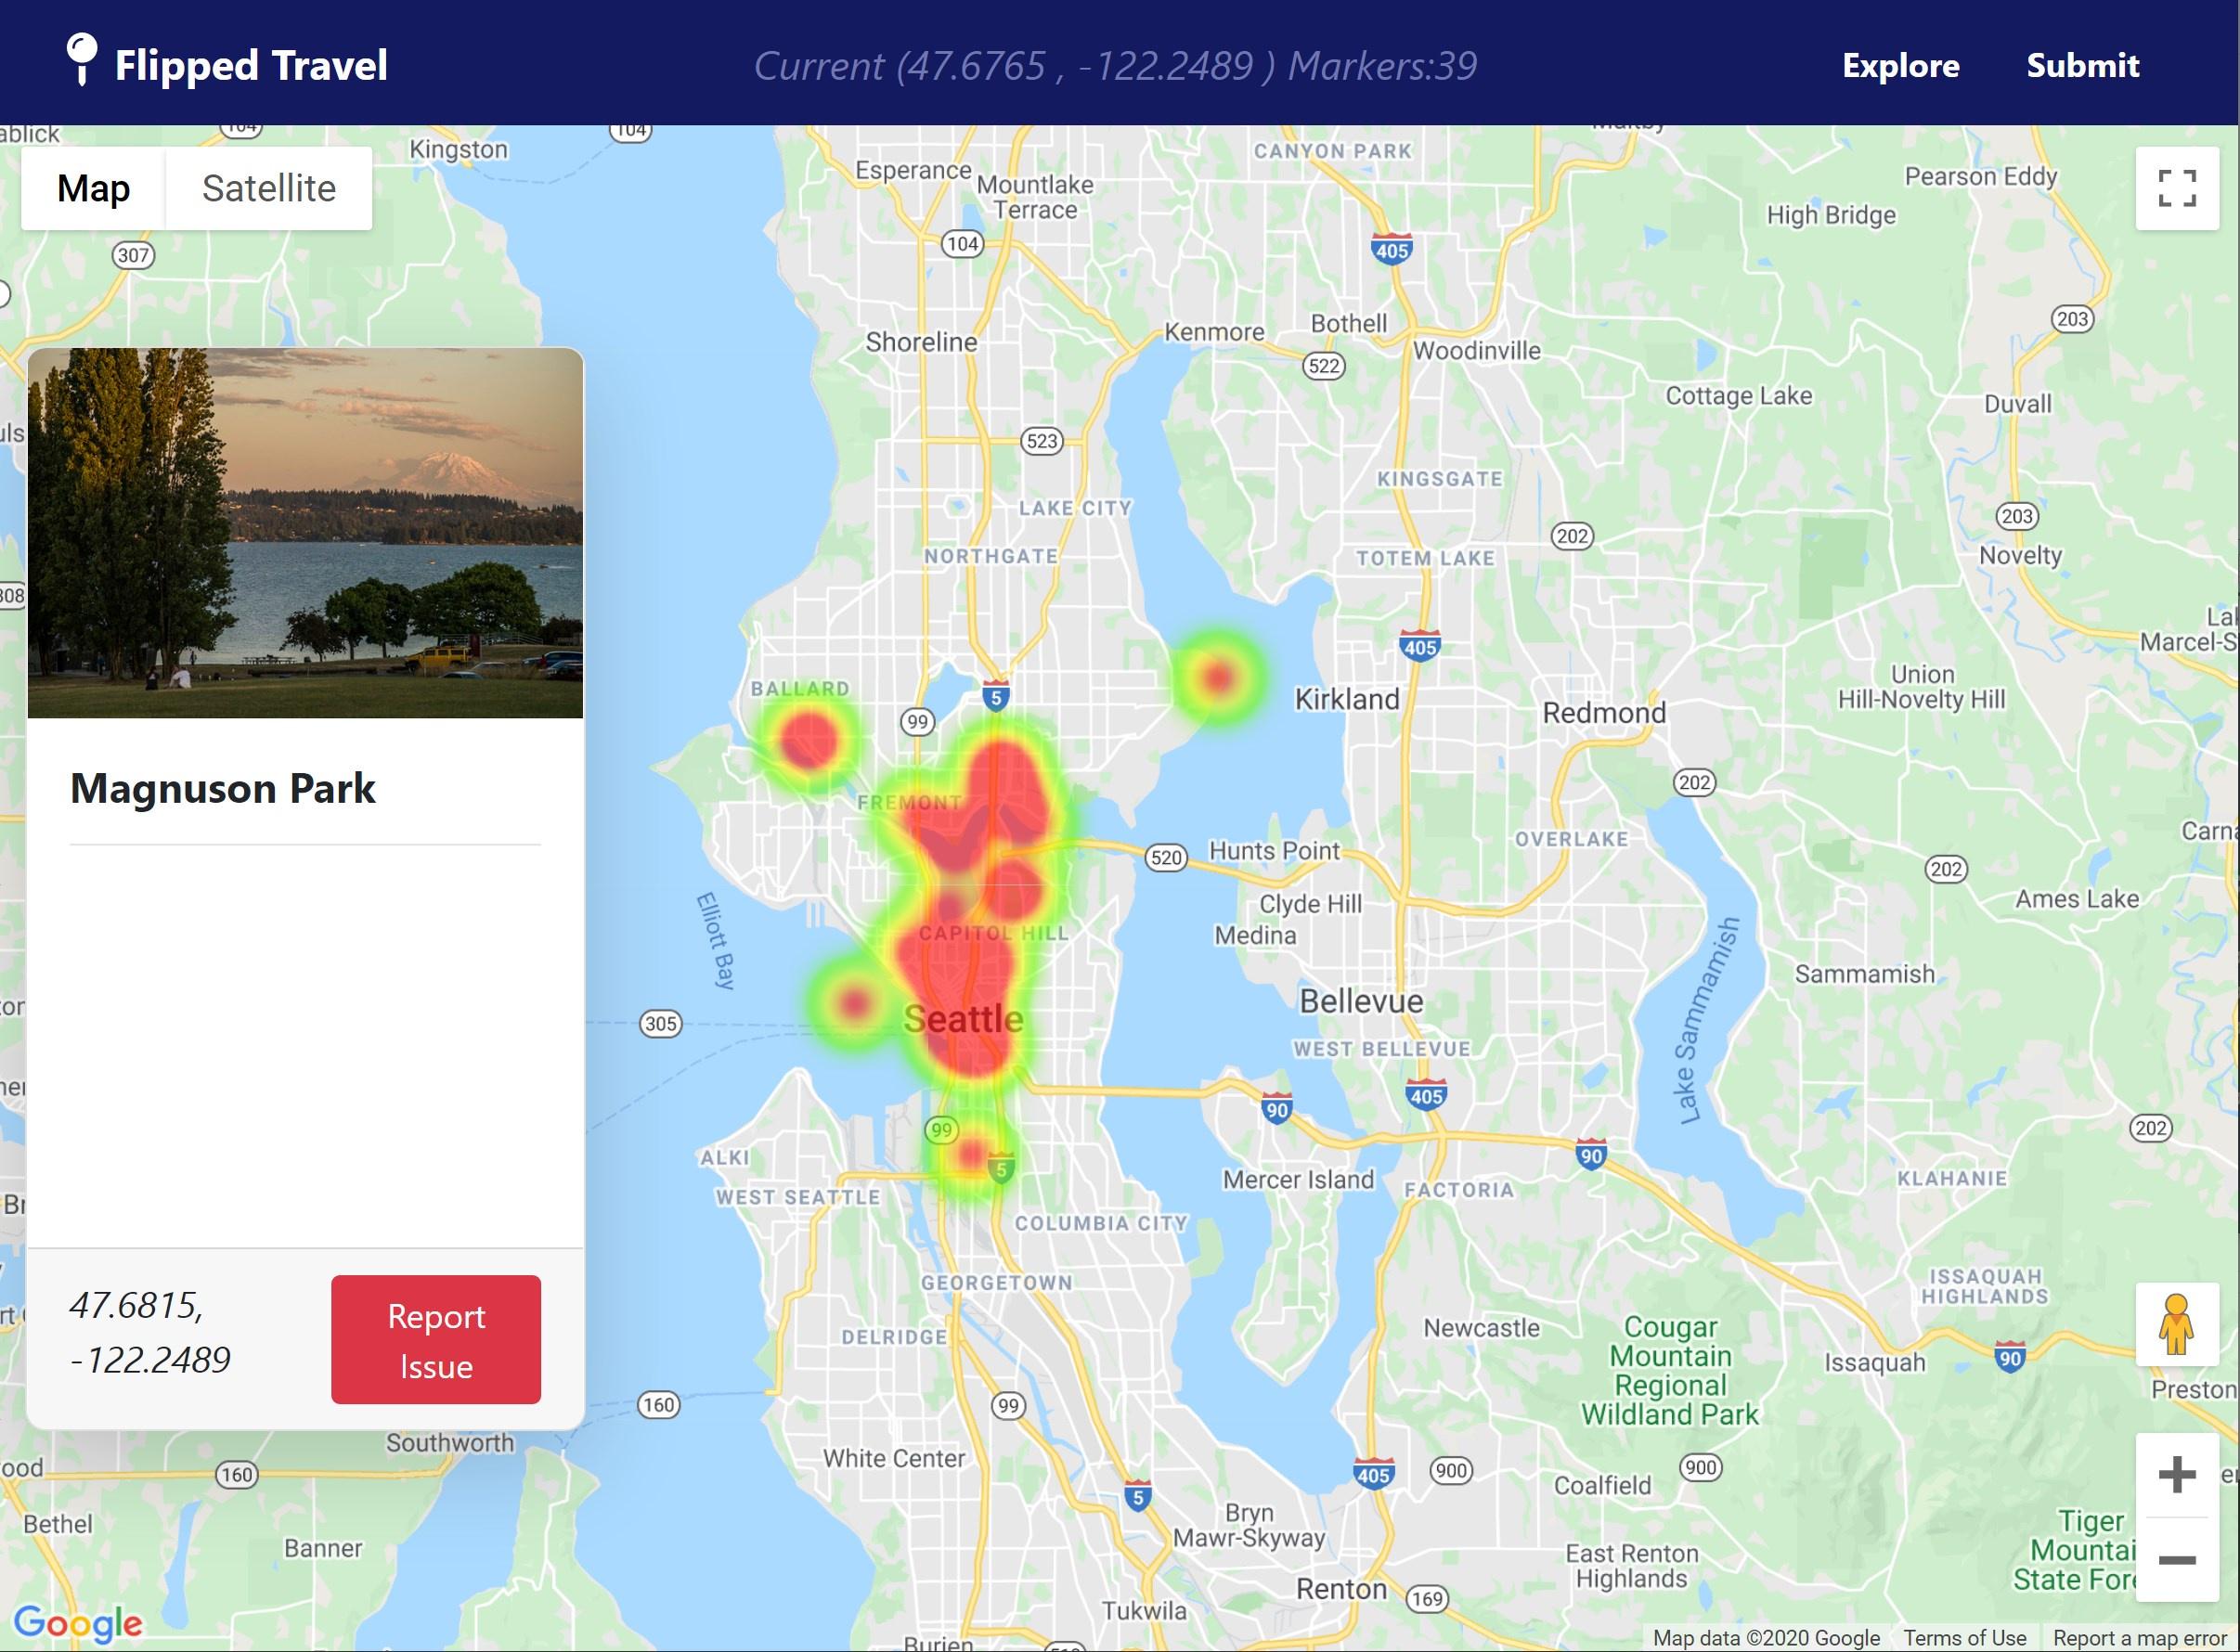 Flipped Travel
Current (47.6765 , -122.2489 ) Markers:39
Explore
Submit
Map
Satellite
Magnuson Park
47.6815,
-122.2489
Report
Issue
104
104
Kingston
307
Esperance
Mountlake
Terrace
104
CANYON PARK
405
Pearson Eddy
High Bridge
203
Shoreline
Kenmore
Bothell
522
Woodinville
Cottage Lake
Duvall
523
LAKE CITY
KINGSGATE
203
NORTHGATE
TOTEM LAKE
202
Novelty
405
BALLARD
99
5
Kirkland
Redmond
Union
Hill-Novelty Hill
202
FREMONT
520
Hunts Point
OVERLAKE
202
Clyde Hill
Ames Lake
Medina
Elliott Bay
CAPITOL HILL
Lake Sammamish
Sammamish
305
Seattle
Bellevue
WEST BELLEVUE
90
405
99
202
ALKI
5
90
WEST SEATTLE
Mercer Island
FACTORIA
KLAHANIE
COLUMBIA CITY
GEORGETOWN
ISSAQUAH
HIGHLANDS
DELRIDGE
Newcastle
Cougar
Mountain
Regional
Wildland Park
Issaquah
90
Preston
160
99
Southworth
160
White Center
405
900
900
Coalfield
5
Bryn
Mawr-Skyway
Bethel
Banner
East Renton
Highlands
Tiger
Mountai
State Fore
Renton
169
Tukwila
Burien
Google
Map data ©2020 Google
Terms of Use
Report a map error